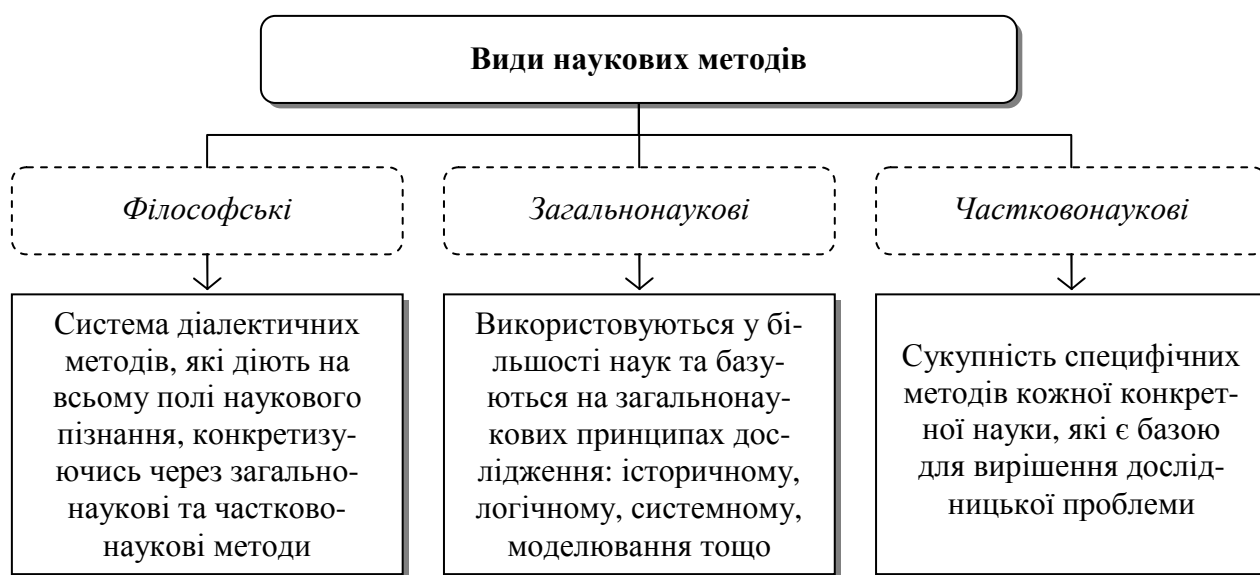 Види наукових методів
Філософські
Загальнонаукові
Частковонаукові
Система діалектичних
методів, які діють на
всьому полі наукового
пізнання, конкретизу-
ючись через загально-
наукові та частково-
наукові методи
Використовуються у бі-
льшості наук та базу-
ються на загальнонау-
кових принципах дос-
лідження: історичному,
логічному, системному,
моделювання тощо
Сукупність специфічних
методів кожної конкрет-
ної науки, які є базою
для вирішення дослід-
ницької проблеми